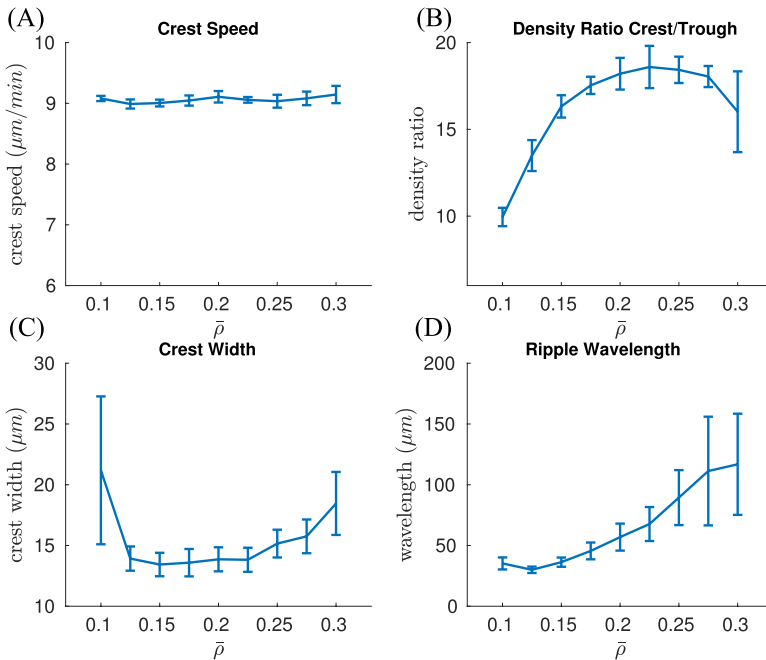 (A)
Crest Speed
10
9
8
7
6
crest speed (μm/min)
0.1 0.15 0.2 0.25 0.3
ρ̄
(B)
Density Ratio Crest/Trough
20
15
10
density ratio
0.1 0.15 0.2 0.25 0.3
ρ̄
(C)
Crest Width
30
25
20
15
10
crest width (μm)
0.1 0.15 0.2 0.25 0.3
ρ̄
(D)
Ripple Wavelength
200
150
100
50
0
wavelength (μm)
0.1 0.15 0.2 0.25 0.3
ρ̄